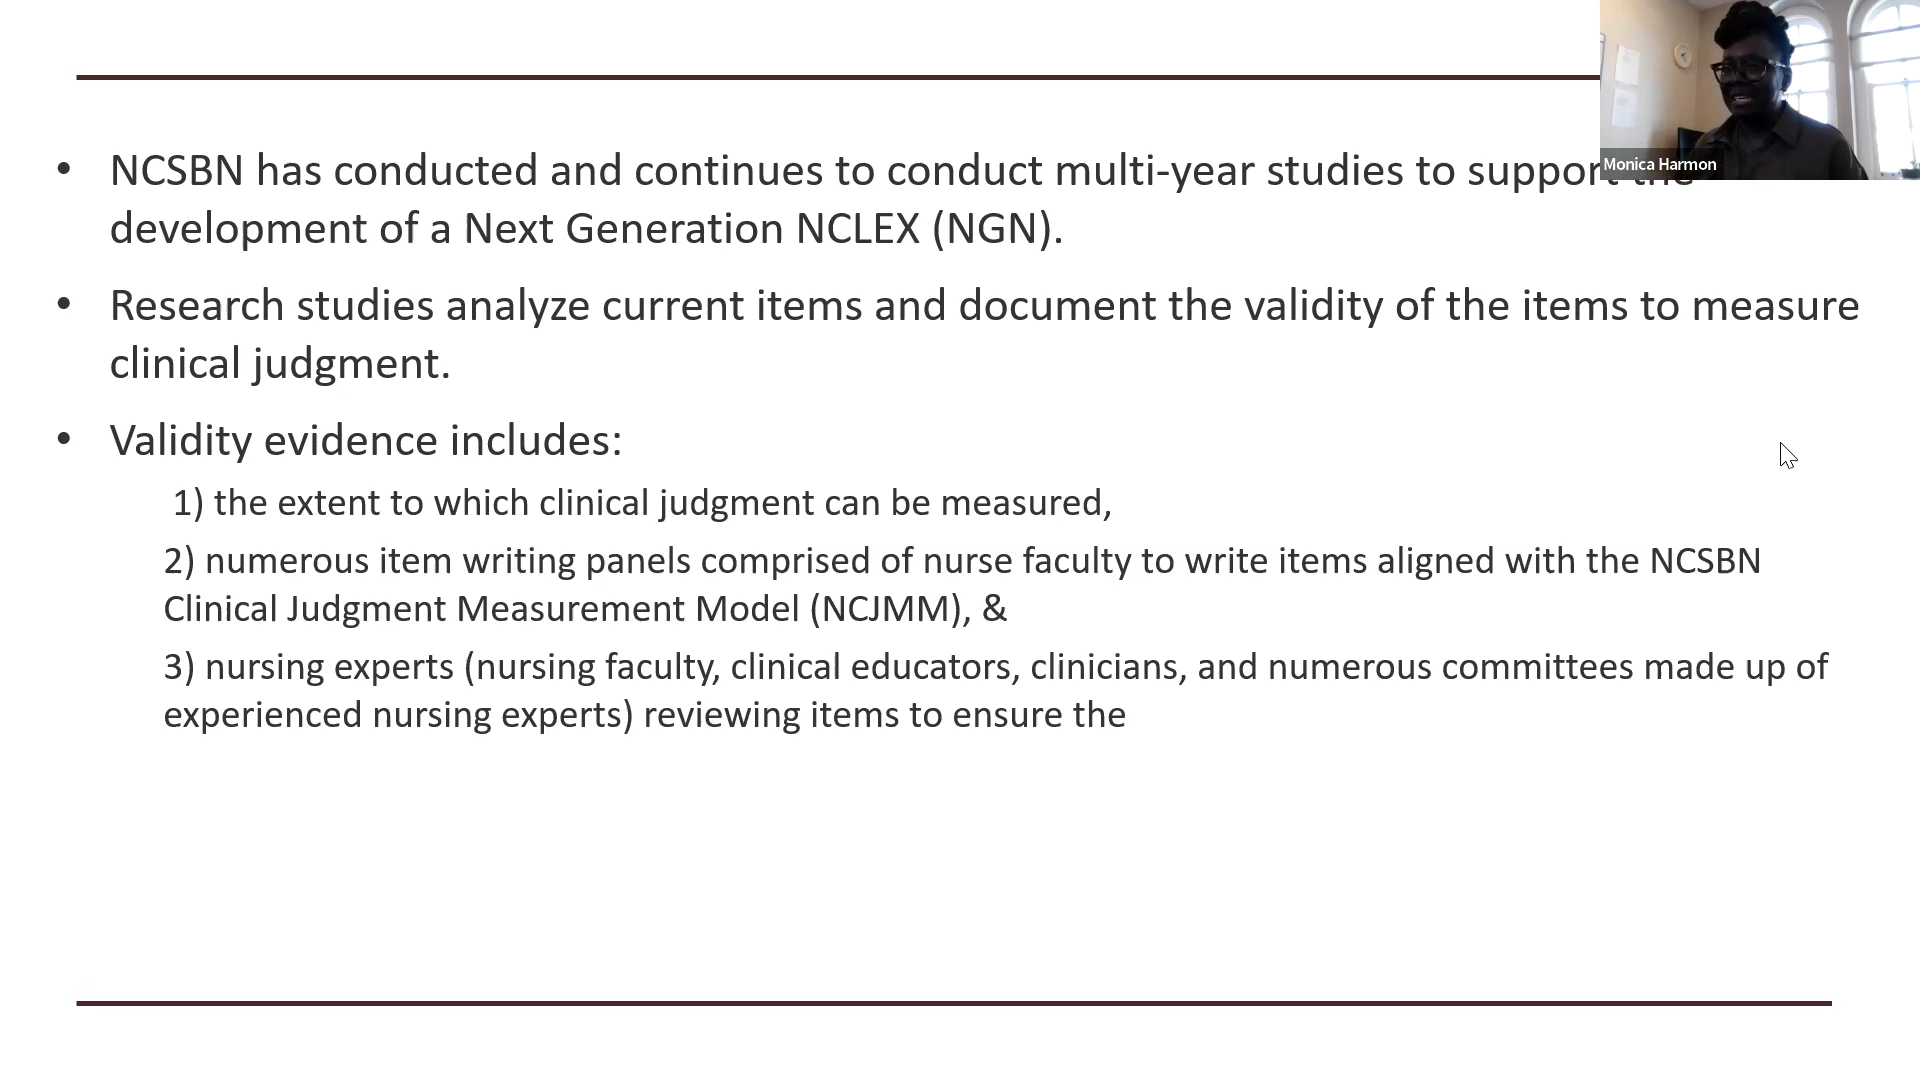 • NCSBN has conducted and continues to conduct multi-year studies to support the
development of a Next Generation NCLEX (NGN).
• Research studies analyze current items and document the validity of the items to measure
clinical judgment.
• Validity evidence includes:
1) the extent to which clinical judgment can be measured,
2) numerous item writing panels comprised of nurse faculty to write items aligned with the NCSBN
Clinical Judgment Measurement Model (NCJMM), &
3) nursing experts (nursing faculty, clinical educators, clinicians, and numerous committees made up of
experienced nursing experts) reviewing items to ensure the
Monica Harmon